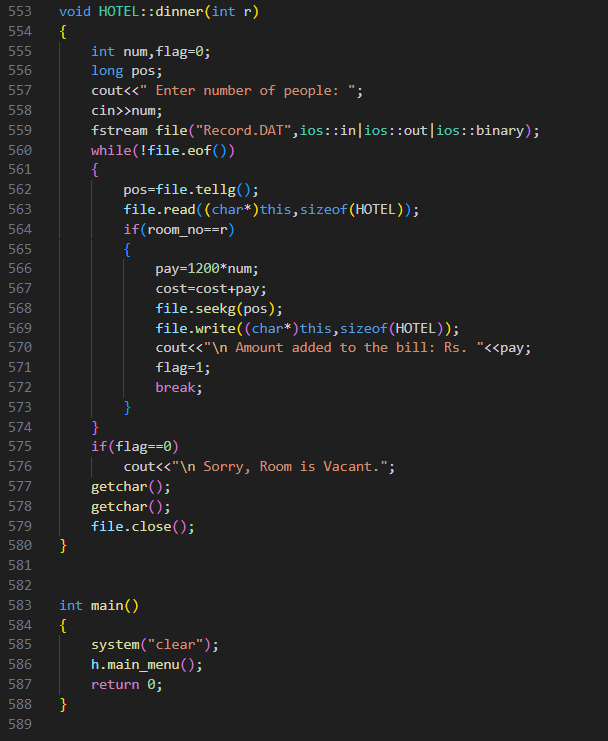 553 void HOTEL::dinner(int r)
554 {
555     int num,flag=0;
556     long pos;
557     cout<<" Enter number of people: ";
558     cin>>num;
559     fstream file("Record.DAT",ios::in|ios::out|ios::binary);
560     while(!file.eof())
561     {
562         pos=file.tellg();
563         file.read((char*)this,sizeof(HOTEL));
564         if(room_no==r)
565         {
566             pay=1200*num;
567             cost=cost+pay;
568             file.seekg(pos);
569             file.write((char*)this,sizeof(HOTEL));
570             cout<<"\n Amount added to the bill: Rs. "<<pay;
571             flag=1;
572             break;
573         }
574     }
575     if(flag==0)
576         cout<<"\n Sorry, Room is Vacant.";
577     getchar();
578     getchar();
579     file.close();
580 }
581
582
583 int main()
584 {
585     system("clear");
586     h.main_menu();
587     return 0;
588 }
589